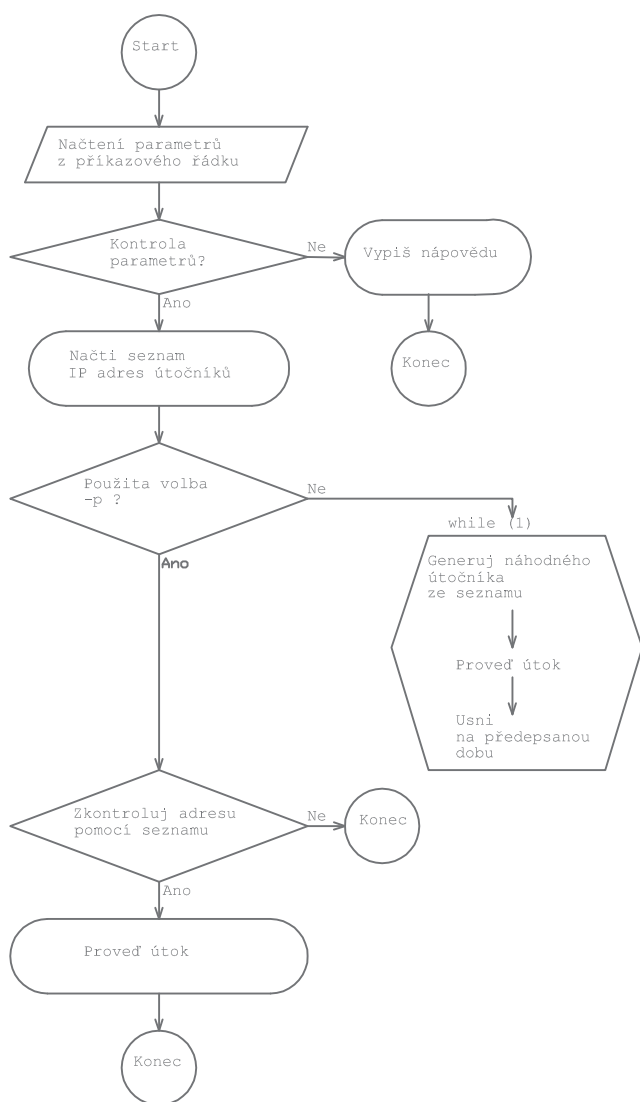 Start
Načtení parametrů
z příkazového řádku
Kontrola
parametrů?
Ne
Vypiš nápovědu
Ano
Konec
Načti seznam
IP adres útočníků
Použita volba
-p ?
Ne
while (1)
Ano
Generuj náhodného
útočníka
ze seznamu
Proveď útok
Usni
na předepsanou
dobu
Zkontroluj adresu
pomocí seznamu
Ne
Konec
Ano
Proveď útok
Konec